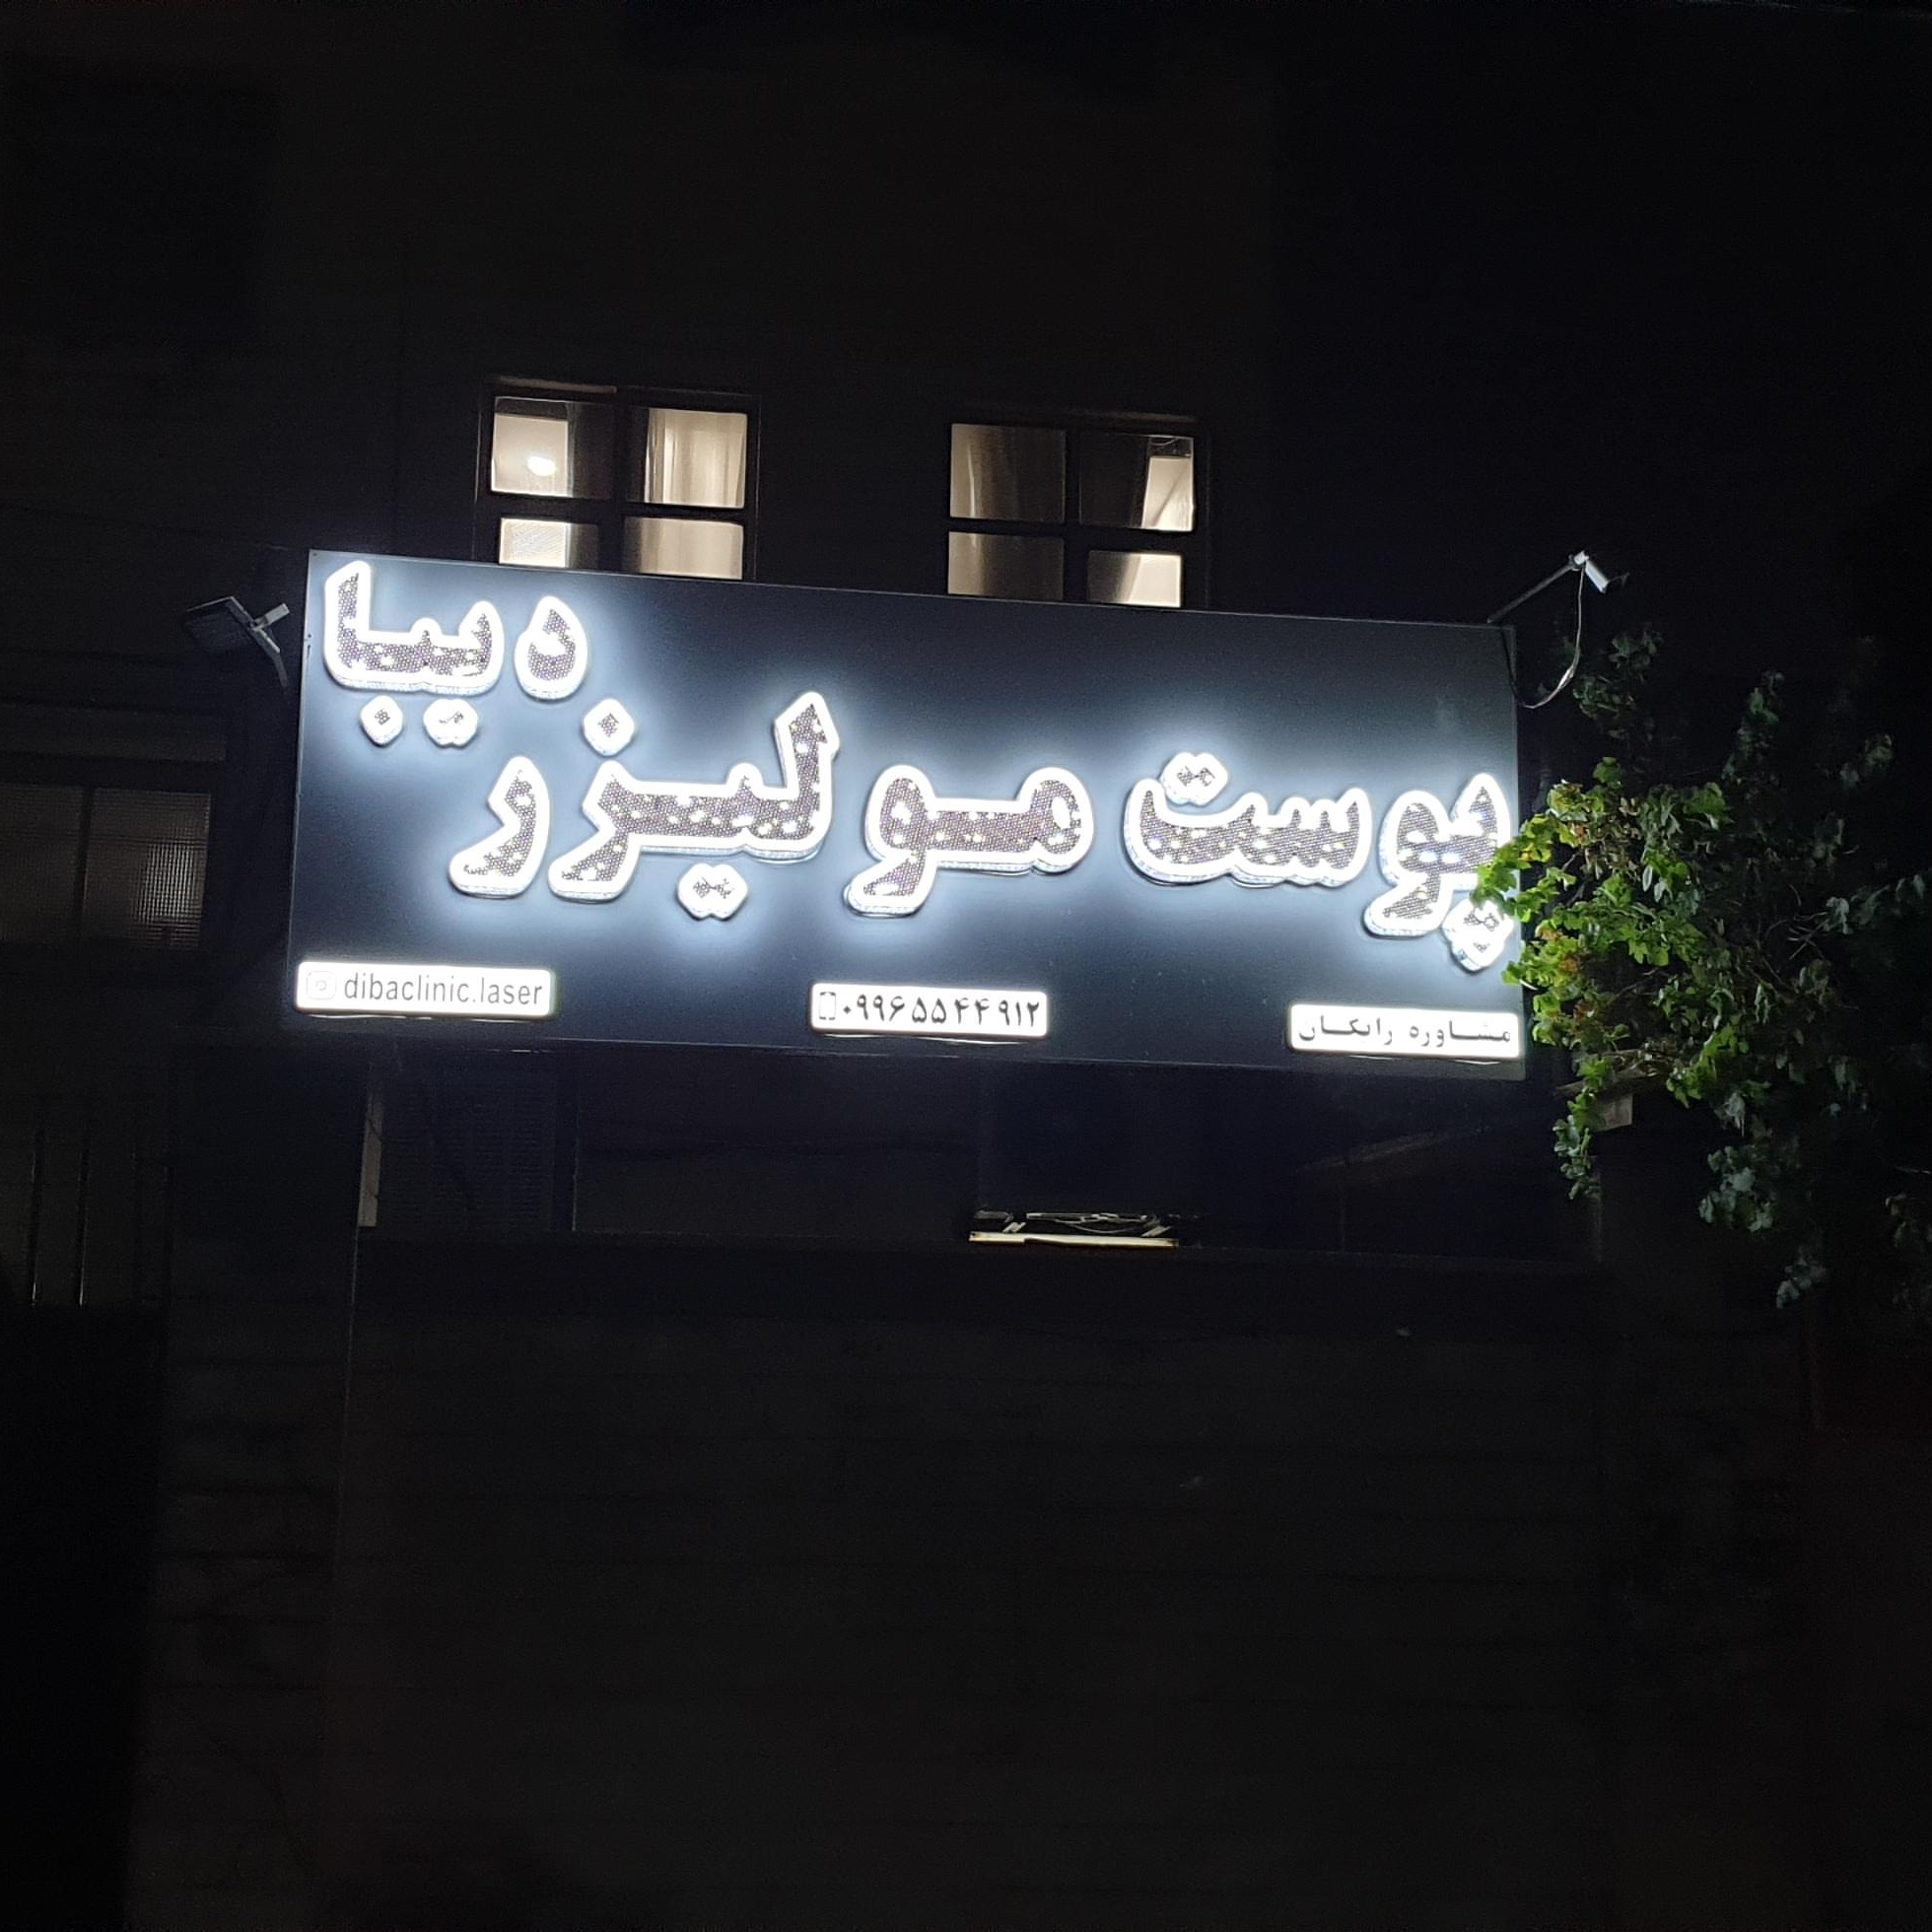 پوست مو لیزر دیبا
مشاوره رایگان
۰۹۹۶۵۵۴۴۹۱۲
dibaclinic.laser